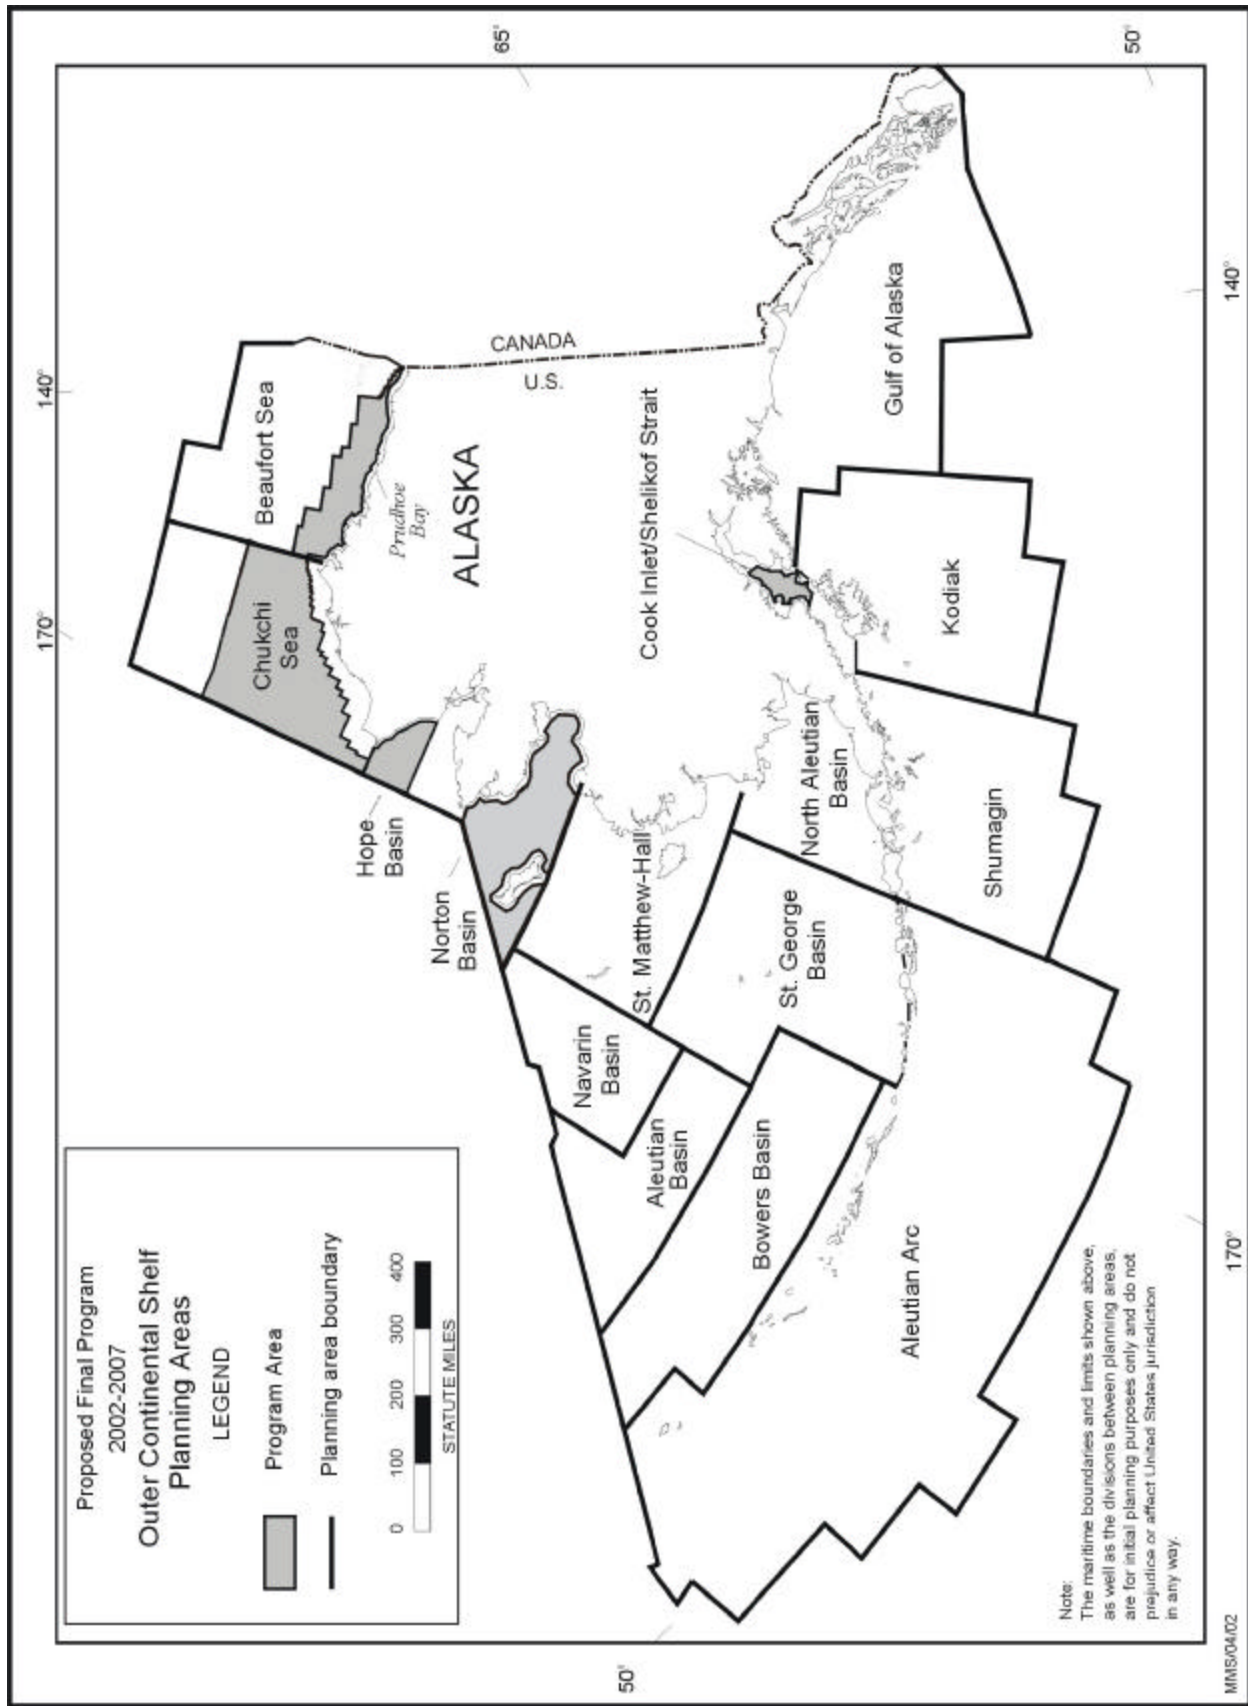 Proposed Final Program
2002-2007
Outer Continental Shelf
Planning Areas
LEGEND
Program Area
Planning area boundary
0 100 200 300 400
STATUTE MILES
170°
140°
65'
Chukchi
Sea
Beaufort Sea
Prudhoe
Bay
ALASKA
CANADA
U.S.
Hope
Basin
Norton
Basin
Navarin
Basin
St. Matthew-Hall
Cook Inlet/Shelikof Strait
Aleutian
Basin
Bowers Basin
St. George
Basin
North Aleutian
Basin
Gulf of Alaska
Kodiak
Shumagin
Aleutian Arc
50'
50'
170°
140°
Note:
The maritime boundaries and limits shown above,
as well as the divisions between planning areas,
are for initial planning purposes only and do not
prejudice or affect United States jurisdiction
in any way.
MMS/04/02